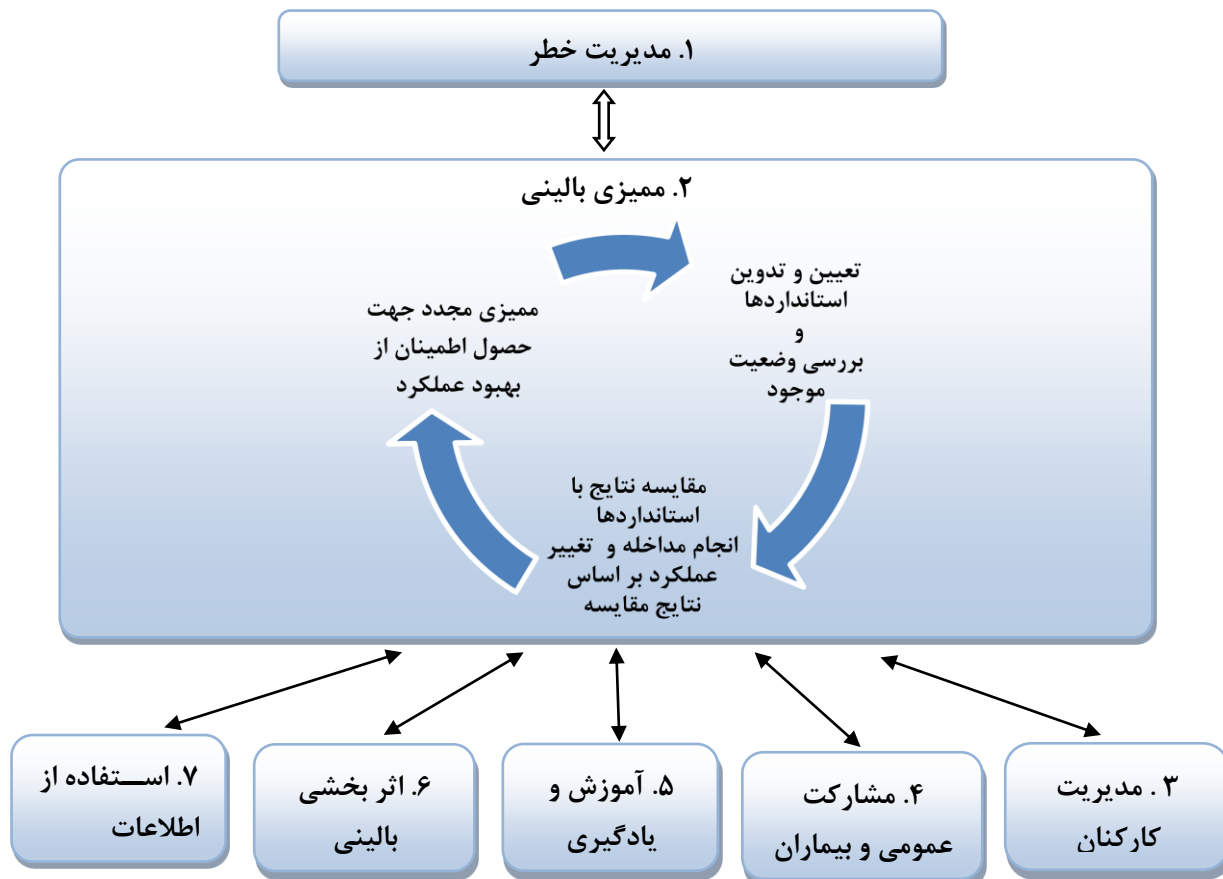 ۱. مدیریت خطر
۲. ممیزی بالینی
تعیین و تدوین
استانداردها
و
بررسی وضعیت
موجود
مقایسه نتایج با
استانداردها
انجام مداخله و تغییر
عملکرد بر اساس
نتایج مقایسه
ممیزی مجدد جهت
حصول اطمینان از
بهبود عملکرد
۳ . مدیریت
کارکنان
۴. مشارکت
عمومی و بیماران
۵. آموزش و
یادگیری
۶. اثر بخشی
بالینی
۷. اســـتفاده از
اطلاعات